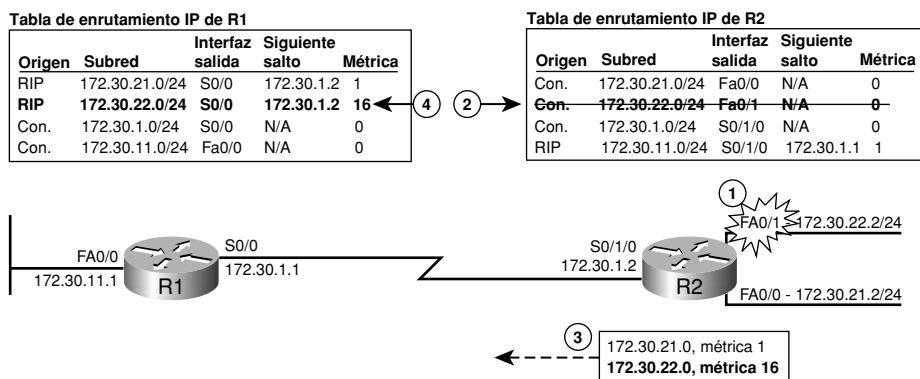 Tabla de enrutamiento IP de R1
Interfaz Siguiente
Origen Subred salida salto Métrica
RIP 172.30.21.0/24 S0/0 172.30.1.2 1
RIP 172.30.22.0/24 S0/0 172.30.1.2 16
Con. 172.30.1.0/24 S0/0 N/A 0
Con. 172.30.11.0/24 Fa0/0 N/A 0
4
2
Tabla de enrutamiento IP de R2
Interfaz Siguiente
Origen Subred salida salto Métrica
Con. 172.30.21.0/24 Fa0/0 N/A 0
Con. 172.30.22.0/24 Fa0/1 N/A 0
Con. 172.30.1.0/24 S0/1/0 N/A 0
RIP 172.30.11.0/24 S0/1/0 172.30.1.1 1
1
FA0/1 - 172.30.22.2/24
FA0/0
172.30.11.1
R1
S0/0
172.30.1.1
S0/1/0
172.30.1.2
R2
FA0/0 - 172.30.21.2/24
3
172.30.21.0, métrica 1
172.30.22.0, métrica 16